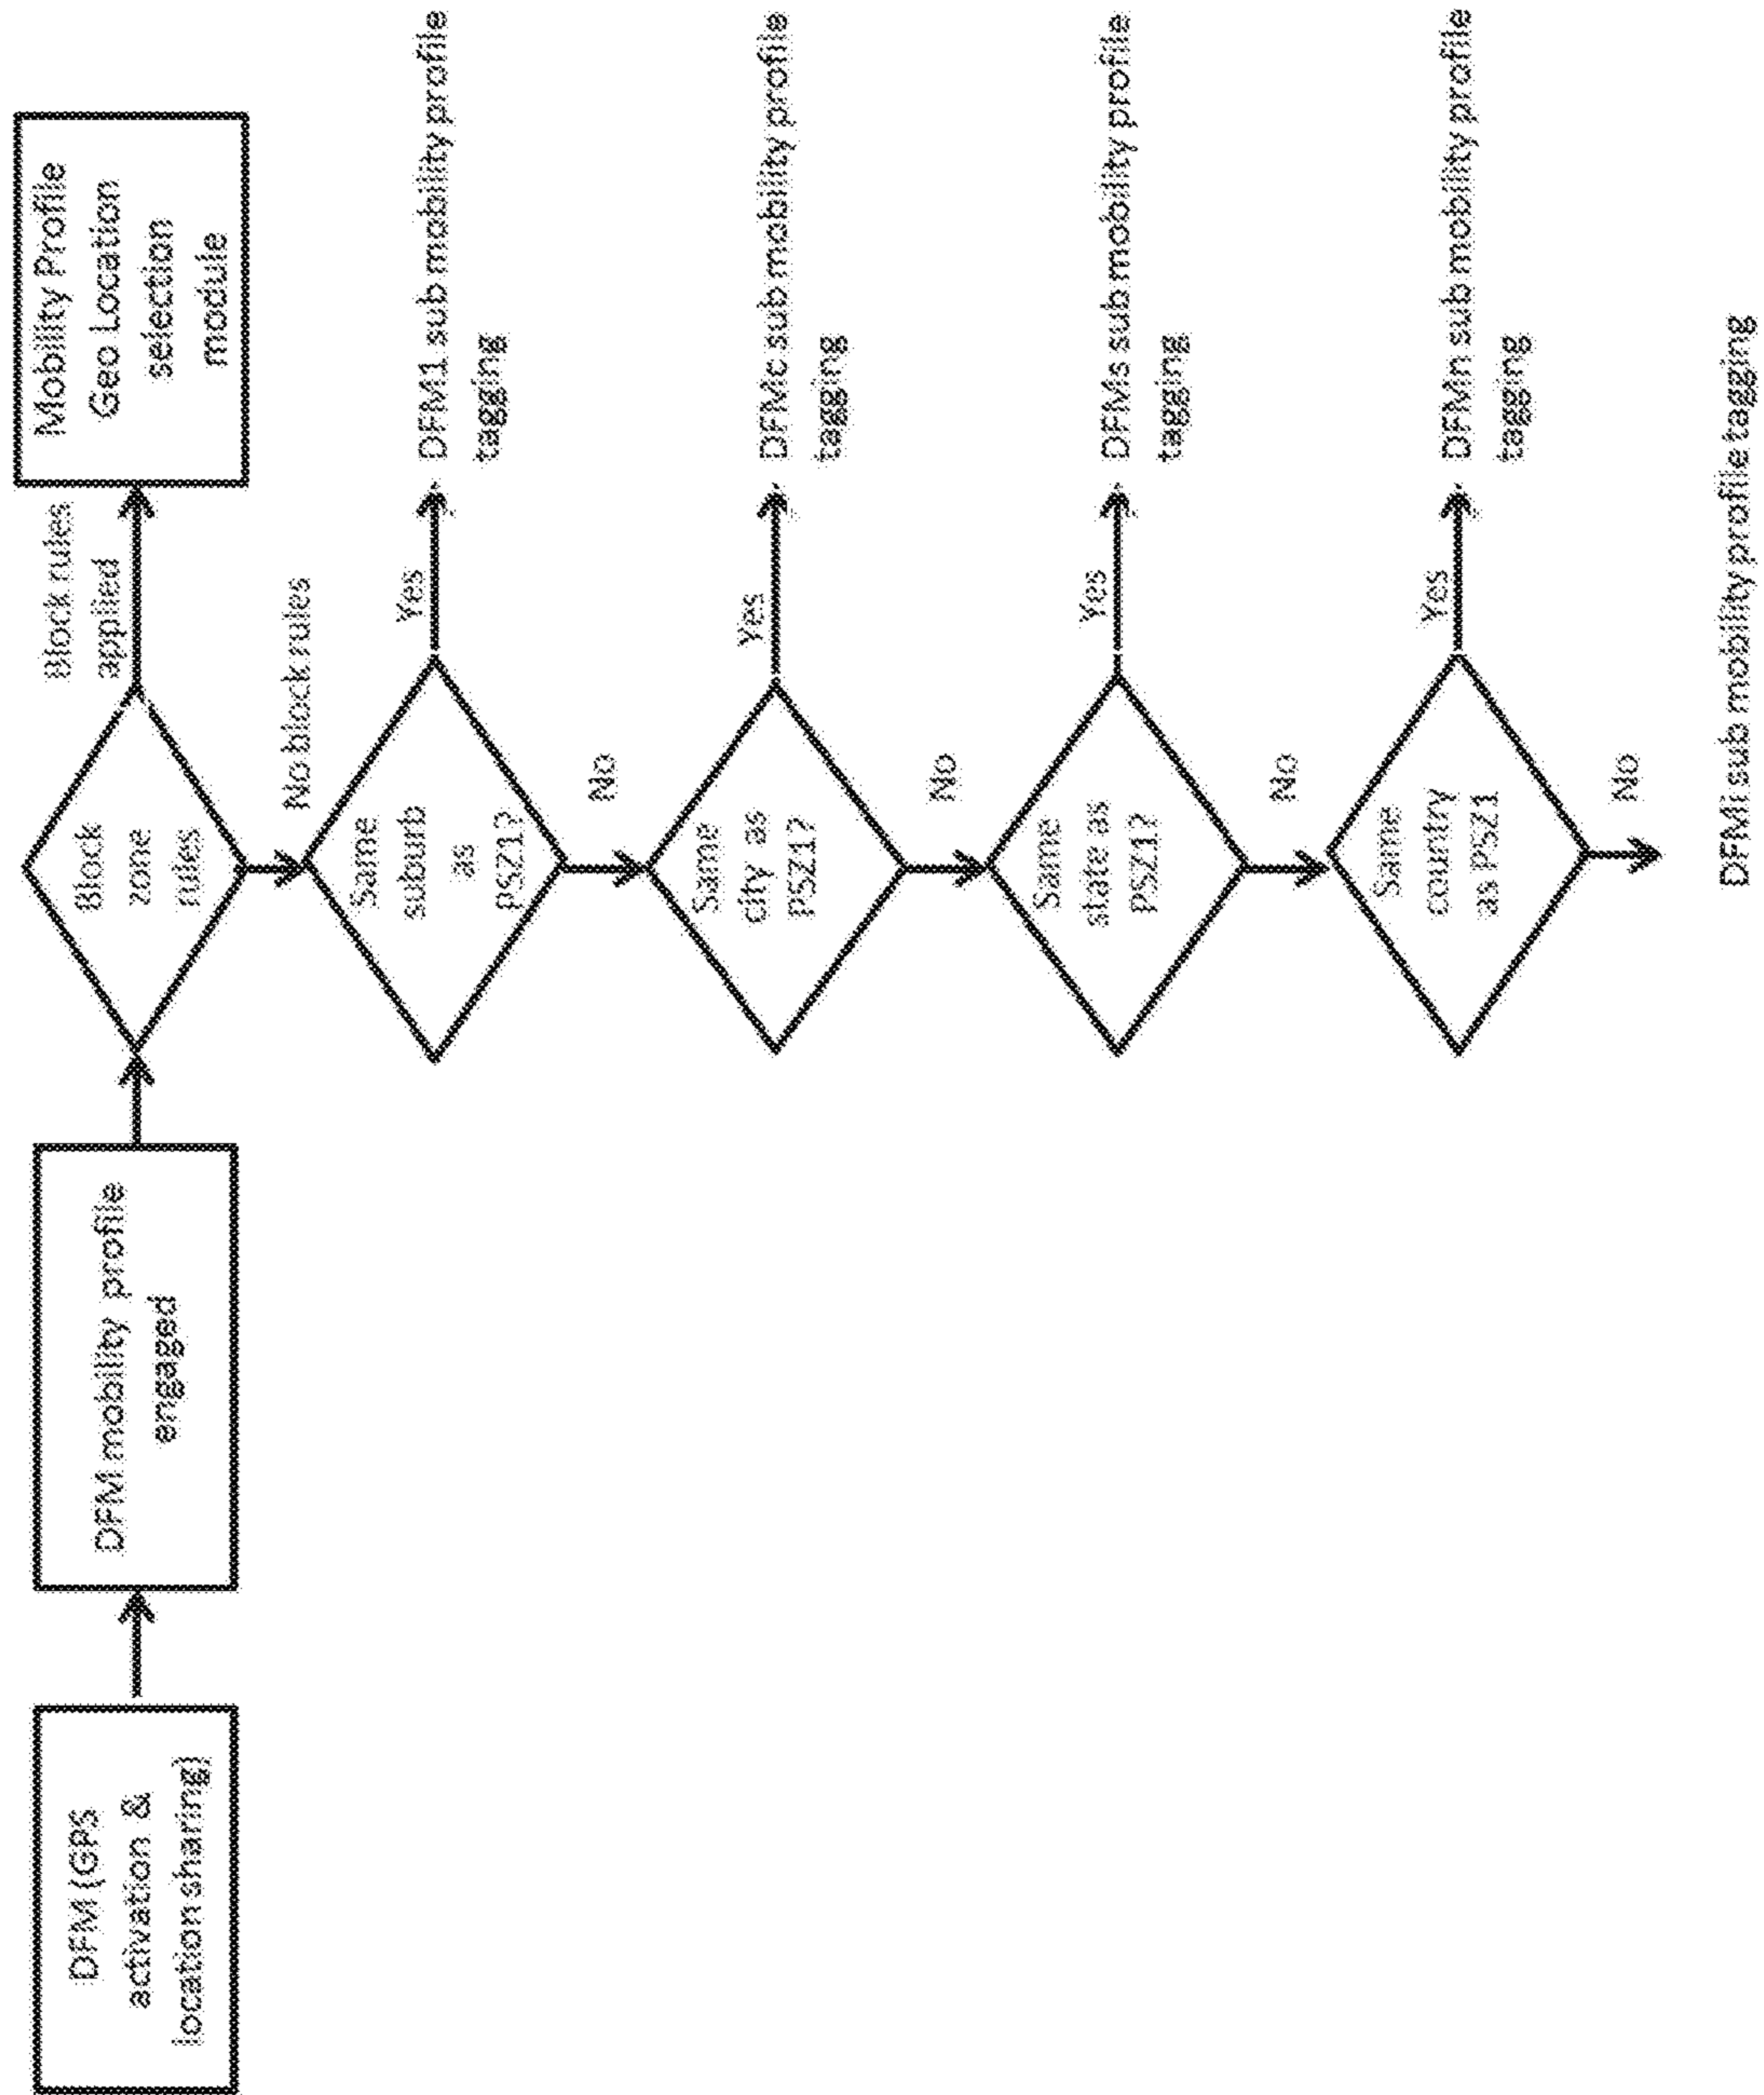 DFM (GPS
activation &
location sharing)
DFM mobility profile
engaged
Block
zone
rules
Block rules
applied
Mobility Profile
Geo Location
selection
module
No block rules
Same
suburb
as
PSZ1?
Yes
DFM1 sub mobility profile
tagging
No
Same
city as
PSZ1?
Yes
DFMc sub mobility profile
tagging
No
Same
state as
PSZ1?
Yes
DFMs sub mobility profile
tagging
No
Same
country
as PSZ1
Yes
DFMn sub mobility profile
tagging
No
DFMi sub mobility profile tagging